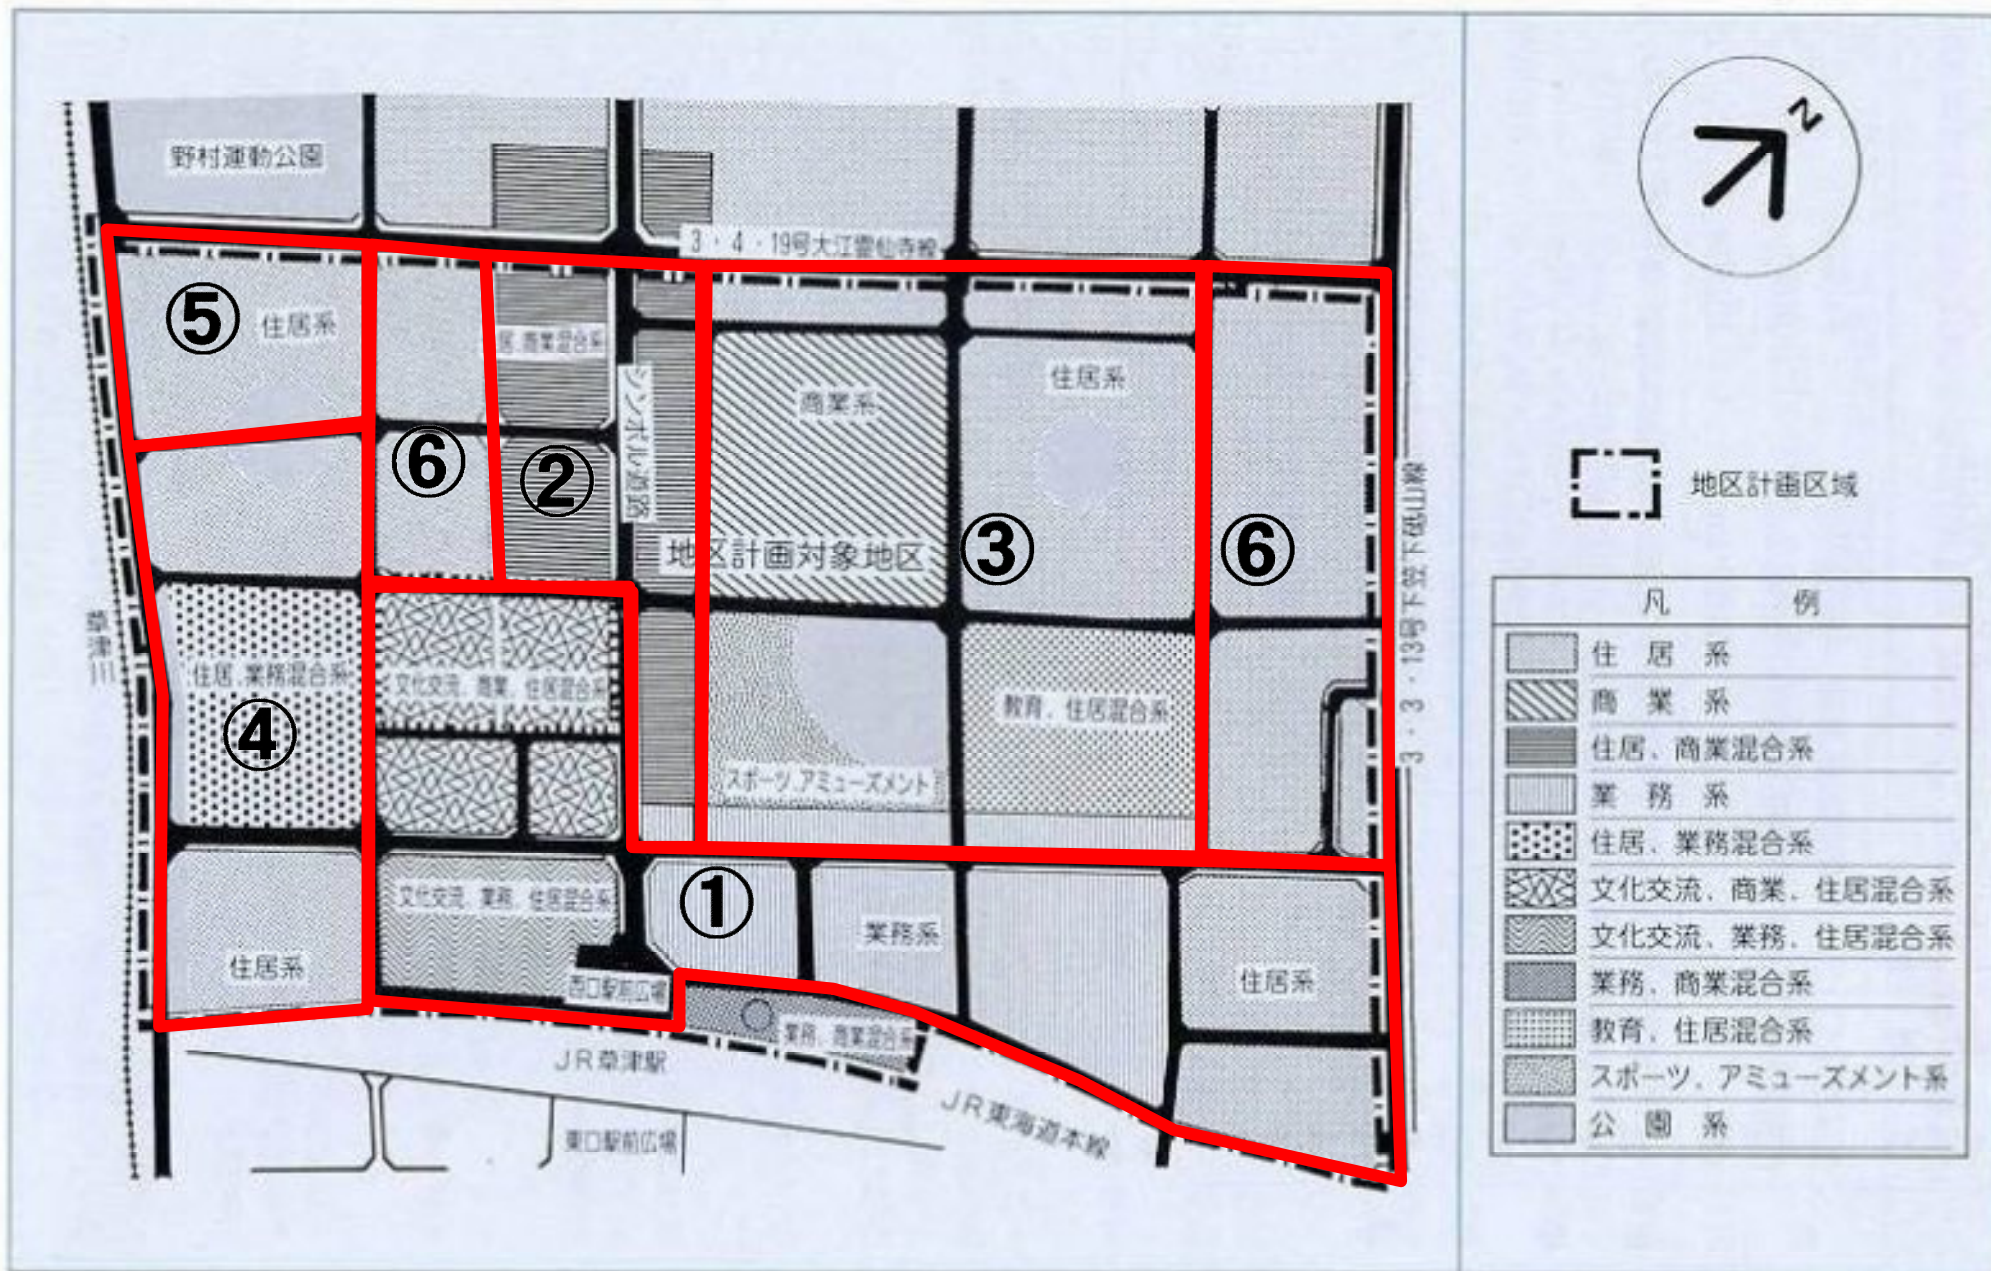 野村運動公園
3・4・19号大江霊仙寺線
⑤
住居系
居、商業混合系
シンボル道路
商業系
住居系
⑥
②
地区計画対象地区
③
⑥
3・3・13号下笠下砥山線
草津川
住居、業務混合系
④
文化交流、商業、住居混合系
教育、住居混合系
スポーツ、アミューズメント
文化交流、業務、住居混合系
①
業務系
住居系
西口駅前広場
住居系
業務、商業混合系
JR草津駅
JR東海道本線
東口駅前広場
N
地区計画区域
凡例
住居系
商業系
住居、商業混合系
業務系
住居、業務混合系
文化交流、商業、住居混合系
文化交流、業務、住居混合系
業務、商業混合系
教育、住居混合系
スポーツ、アミューズメント系
公園系